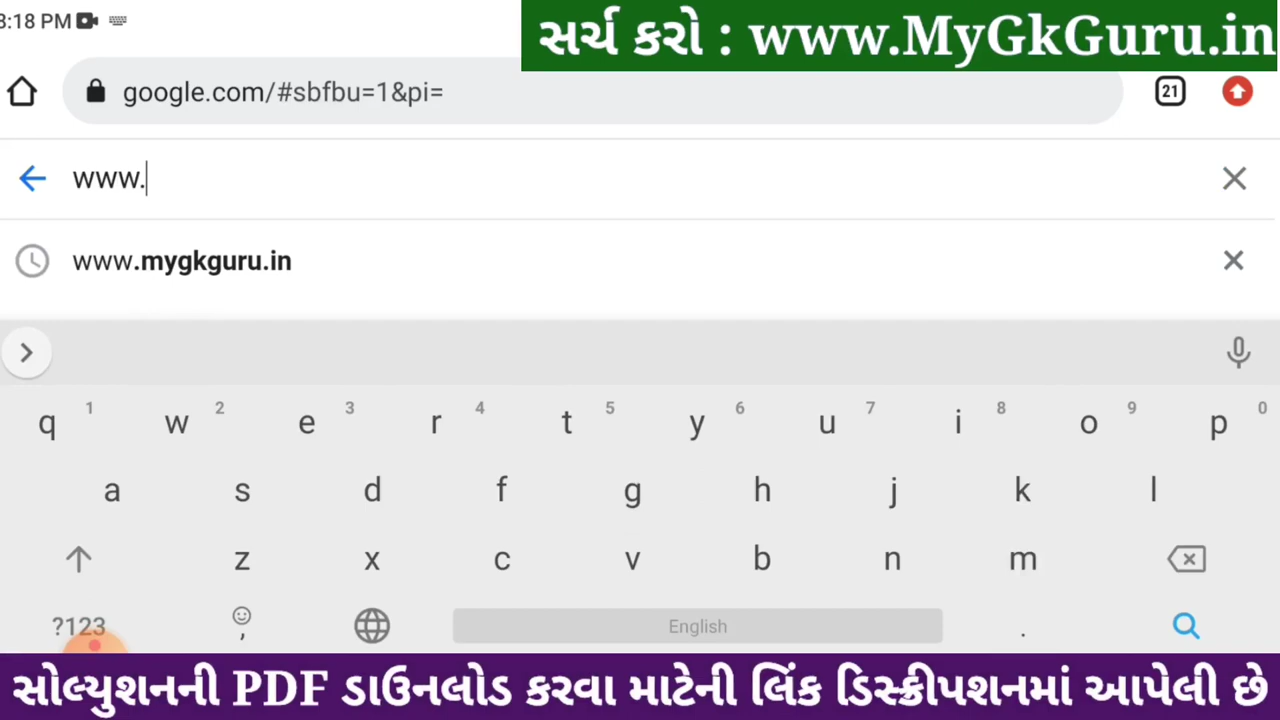 3:18 PM
સર્ચ કરો : www.MyGkGuru.in
google.com/#sbfbu=1&pi=
21
www.
www.mygkguru.in
q 1 w 2 e 3 r 4 t 5 y 6 u 7 i 8 o 9 p 0
a s d f g h j k l
z x c v b n m
?123 , English .
સોલ્યુશનની PDF ડાઉનલોડ કરવા માટેની લિંક ડિસ્ક્રીપશનમાં આપેલી છે